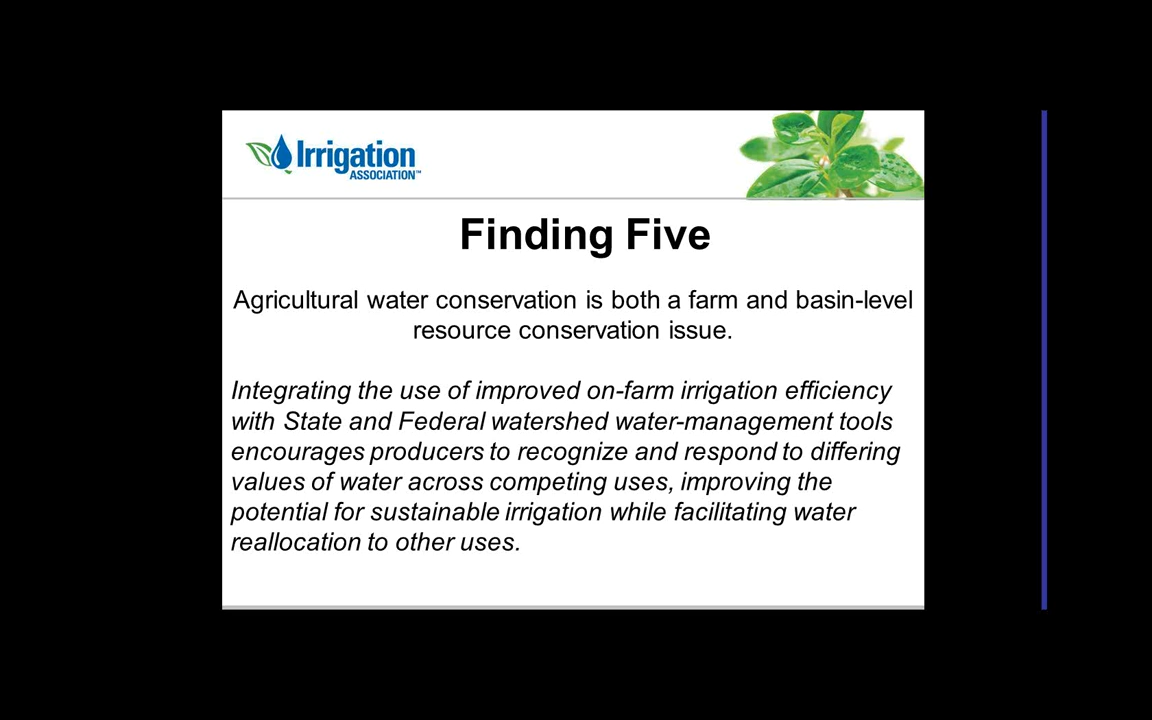 Irrigation
ASSOCIATION™
Finding Five
Agricultural water conservation is both a farm and basin-level
resource conservation issue.
Integrating the use of improved on-farm irrigation efficiency
with State and Federal watershed water-management tools
encourages producers to recognize and respond to differing
values of water across competing uses, improving the
potential for sustainable irrigation while facilitating water
reallocation to other uses.